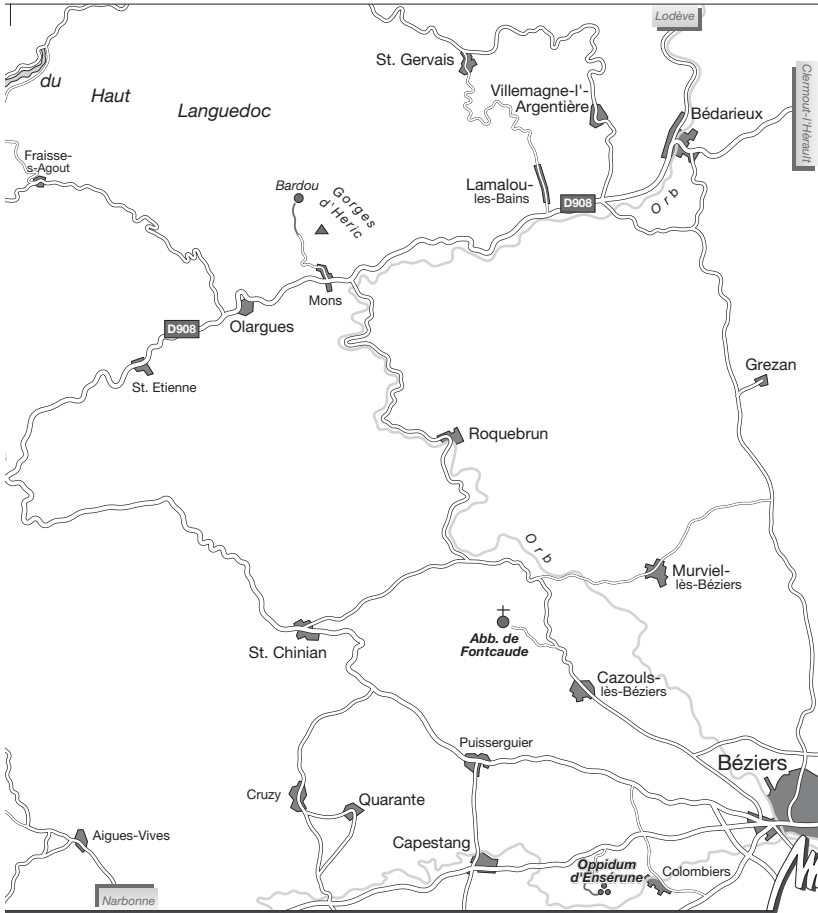 Lodève
St. Gervais
du
Haut
Languedoc
Villemagne-l'-
Argentière
Bédarieux
Clermout-l'Hèrault
Fraisse-
s-Agout
Bardou
Gorges
d'Heric
Lamalou-
les-Bains
D908
Orb
Mons
Olargues
D908
St. Etienne
Grezan
Roquebrun
Orb
Murviel-
lès-Béziers
Abb. de
Fontcaude
St. Chinian
Cazouls-
lès-Béziers
Puisserguier
Béziers
Cruzy
Quarante
Aigues-Vives
Capestang
Oppidum
d'Ensérune
Colombiers
Narbonne